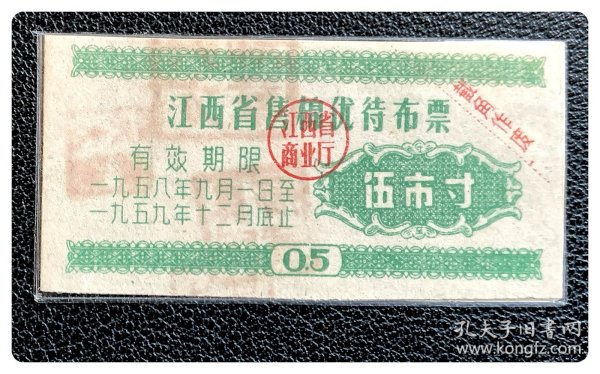 江西省售棉优待布票
截角作废
江西省
商业厅
有效期限
一九五八年九月一日至
一九五九年十二月底止
伍市寸
0.5
孔夫子旧书网
www.kongfz.com